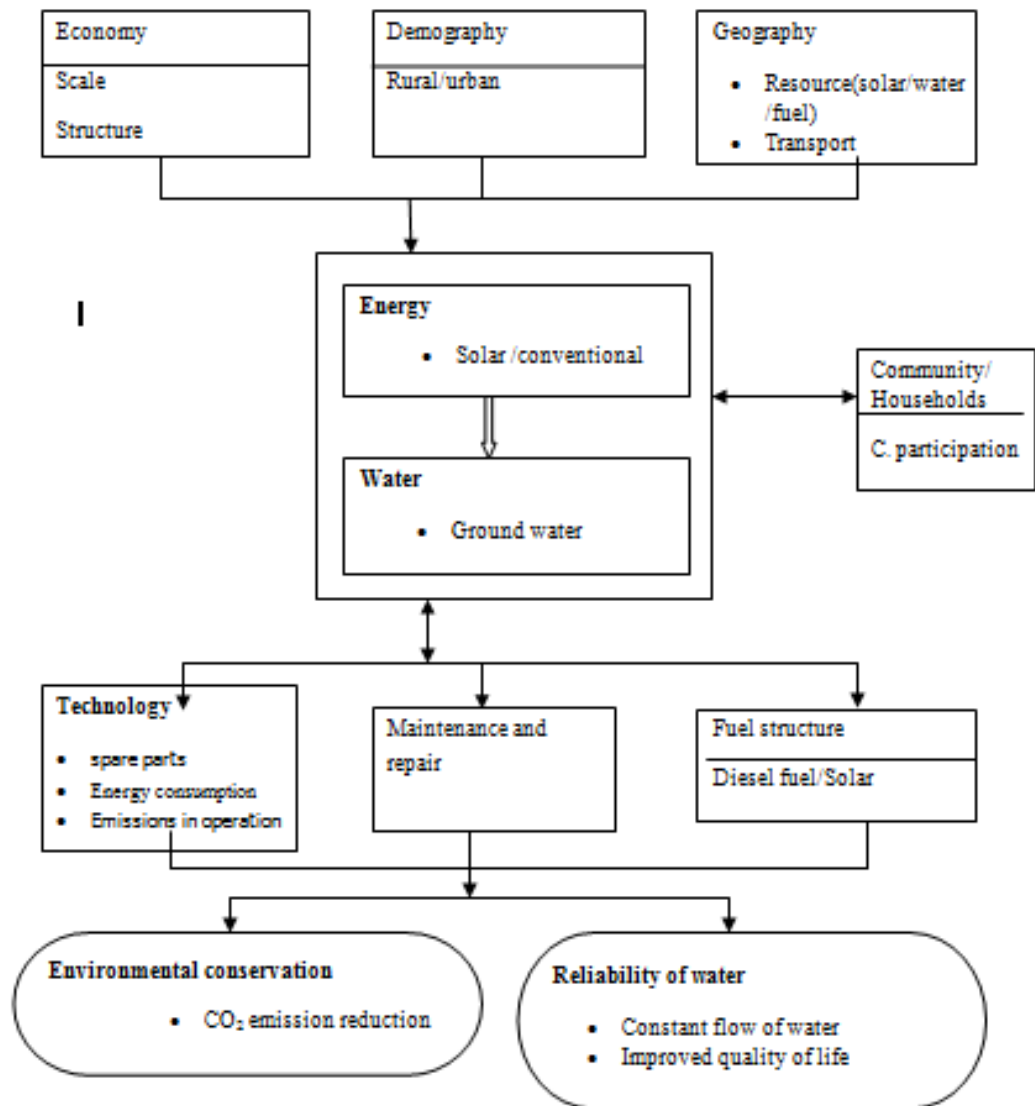 Economy
Scale
Structure
Demography
Rural/urban
Geography
• Resource(solar/water
/fuel)
• Transport
Energy
• Solar /conventional
Water
• Ground water
Community/
Households
C. participation
Technology
• spare parts
• Energy consumption
• Emissions in operation
Maintenance and
repair
Fuel structure
Diesel fuel/Solar
Environmental conservation
• CO₂ emission reduction
Reliability of water
• Constant flow of water
• Improved quality of life